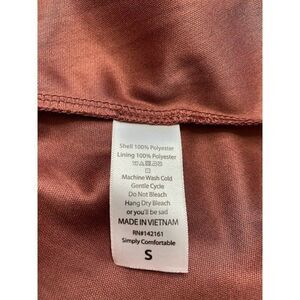 Shell 100% Polyester
Lining 100% Polyester
Machine Wash Cold
Gentle Cycle
Do Not Bleach
Hang Dry Bleach
or you'll be sad
MADE IN VIETNAM
RN#142161
Simply Comfortable
S